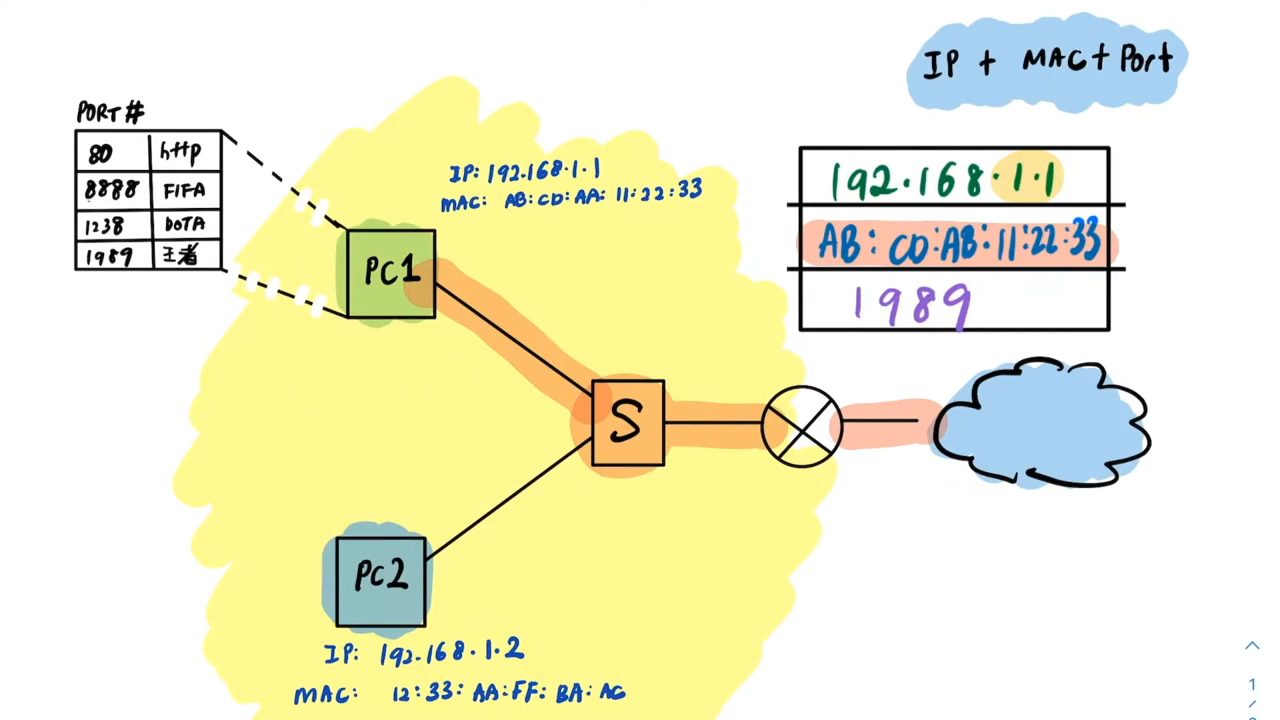 IP + MAC + Port
PORT #
80 http
8888 FIFA
1238 DOTA
1989 王者
IP: 192.168.1.1
MAC: AB:CD:AA:11:22:33
192.168.1.1
AB:CD:AB:11:22:33
1989
PC1
S
PC2
IP: 192.168.1.2
MAC: 12:33:AA:FF:BA:AC
1
/